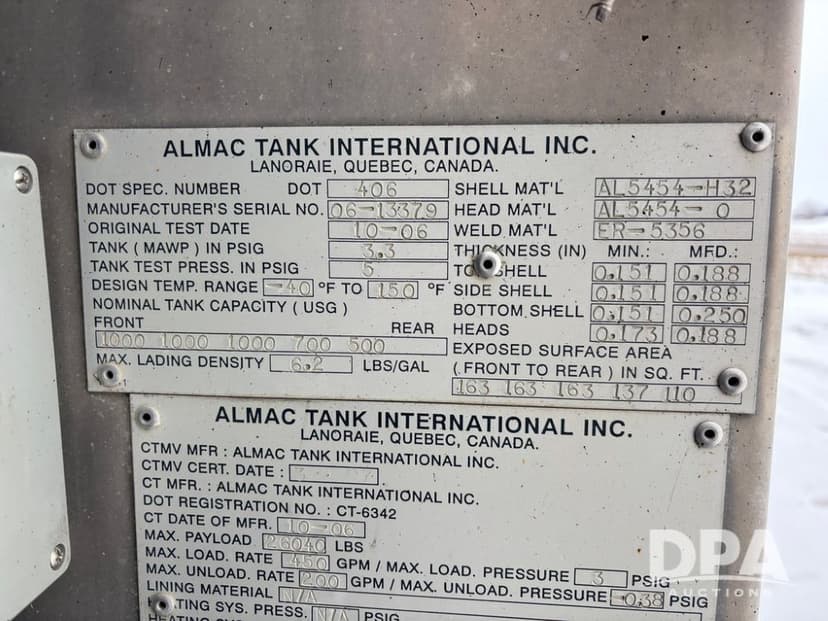 ALMAC TANK INTERNATIONAL INC.
LANORAIE, QUEBEC, CANADA.
DOT SPEC. NUMBER DOT 406 SHELL MAT'L AL5454-H32
MANUFACTURER'S SERIAL NO. 06-13379 HEAD MAT'L AL5454-0
ORIGINAL TEST DATE 10-06 WELD MAT'L ER-5356
TANK ( MAWP ) IN PSIG 3.3 THICKNESS (IN) MIN.: MFD.:
TANK TEST PRESS. IN PSIG 5 TOP SHELL 0.151 0.188
DESIGN TEMP. RANGE -40 °F TO 150 °F SIDE SHELL 0.151 0.188
NOMINAL TANK CAPACITY ( USG ) BOTTOM SHELL 0.151 0.250
FRONT REAR HEADS 0.173 0.188
1000 1000 1000 700 500 EXPOSED SURFACE AREA
MAX. LADING DENSITY 6.2 LBS/GAL ( FRONT TO REAR ) IN SQ. FT.
163 163 163 137 110
ALMAC TANK INTERNATIONAL INC.
LANORAIE, QUEBEC, CANADA.
CTMV MFR : ALMAC TANK INTERNATIONAL INC.
CTMV CERT. DATE :
CT MFR. : ALMAC TANK INTERNATIONAL INC.
DOT REGISTRATION NO. : CT-6342
CT DATE OF MFR. 10-06
MAX. PAYLOAD 26040 LBS
MAX. LOAD. RATE 450 GPM / MAX. LOAD. PRESSURE 3 PSIG
MAX. UNLOAD. RATE 200 GPM / MAX. UNLOAD. PRESSURE -0.38 PSIG
LINING MATERIAL N/A
HEATING SYS. PRESS. N/A PSIG
DPA
AUCTIONS